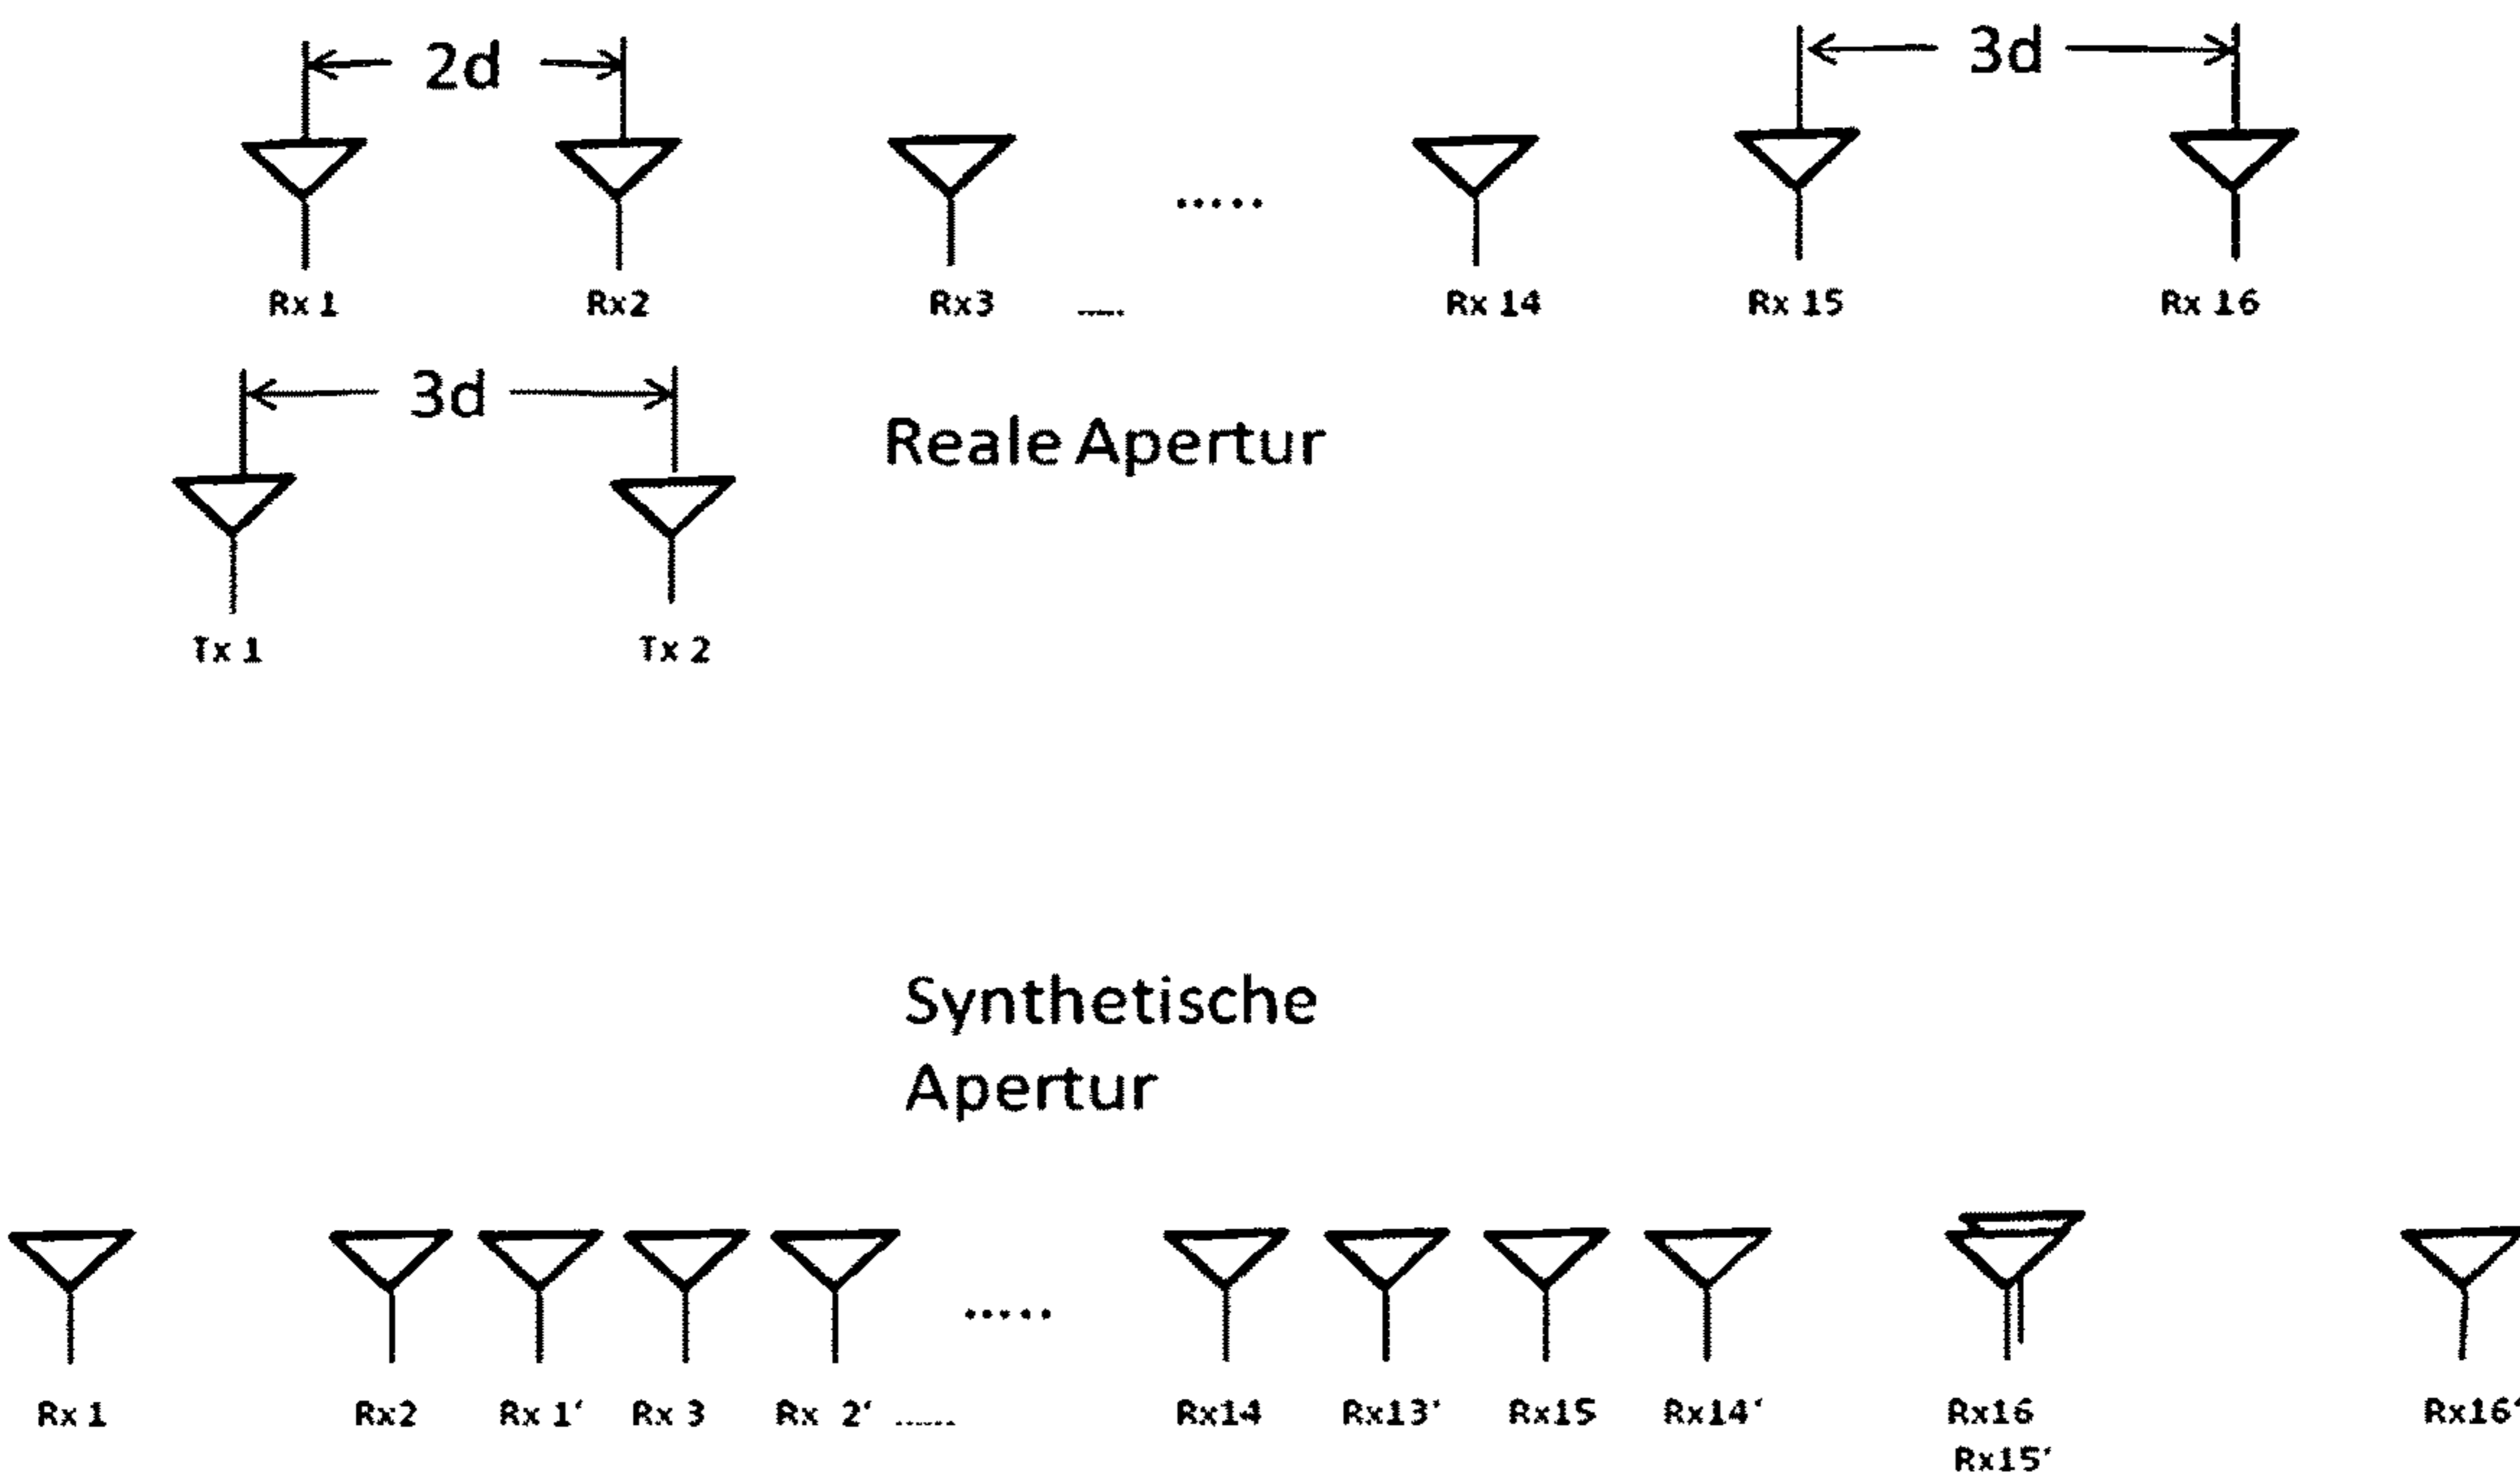 2d 3d
Rx 1 Rx2 Rx3 ..... Rx 14 Rx 15 Rx 16
3d
Reale Apertur
Tx 1 Tx 2
Synthetische
Apertur
Rx 1 Rx2 Rx 1‘ Rx 3 Rx 2‘ ...... Rx14 Rx13‘ Rx15 Rx14‘ Rx16 Rx16‘
Rx15‘